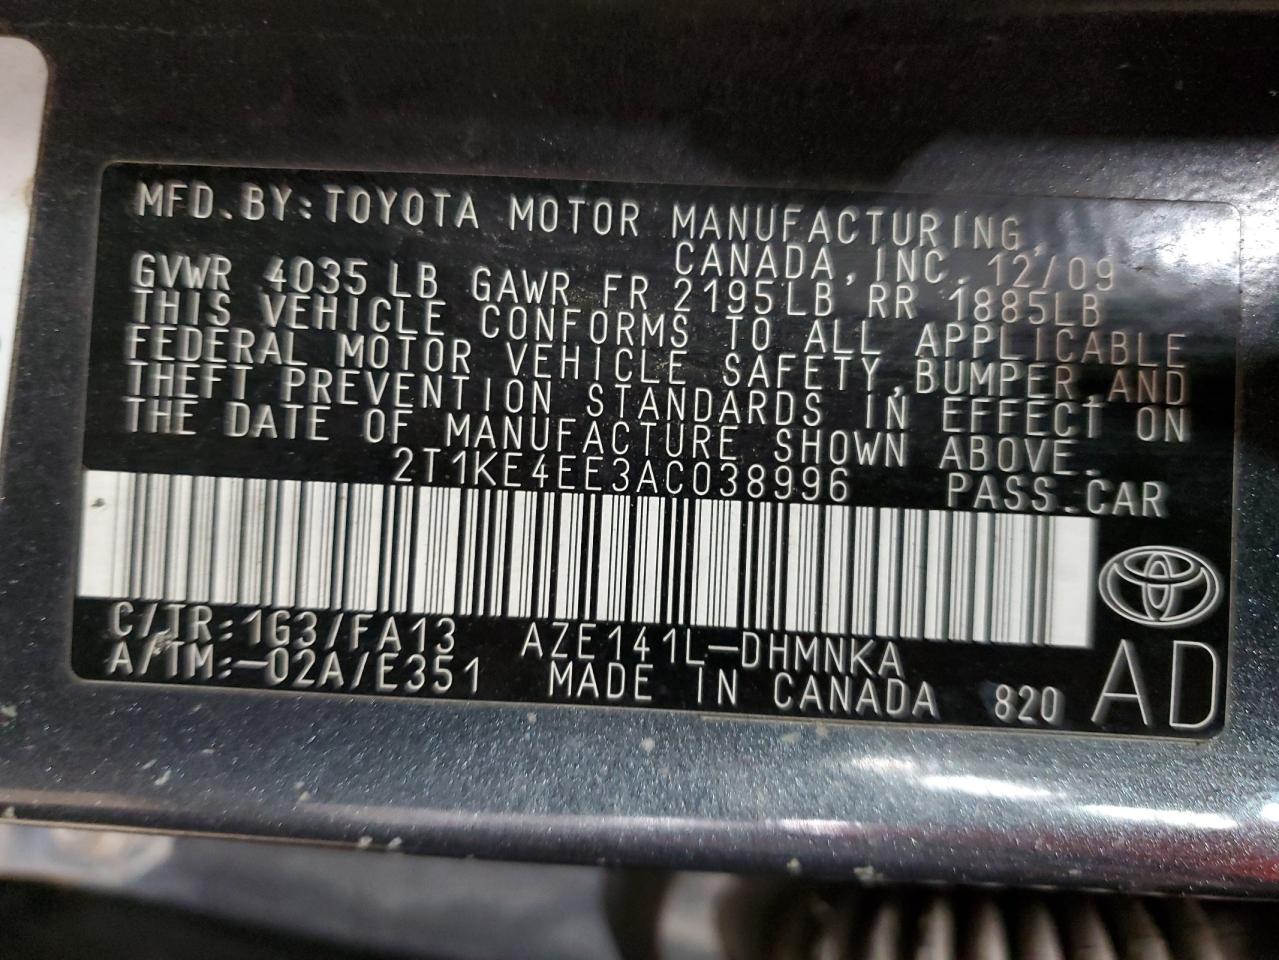 MFD.BY:TOYOTA MOTOR MANUFACTURING,
CANADA,INC. 12/09
GVWR 4035 LB GAWR FR 2195LB RR 1885LB
THIS VEHICLE CONFORMS TO ALL APPLICABLE
FEDERAL MOTOR VEHICLE SAFETY,BUMPER,AND
THEFT PREVENTION STANDARDS IN EFFECT ON
THE DATE OF MANUFACTURE SHOWN ABOVE.
2T1KE4EE3AC038996 PASS.CAR
C/TR:1G3/FA13 AZE141L-DHMNKA
A/TM:-02A/E351 MADE IN CANADA 820 AD